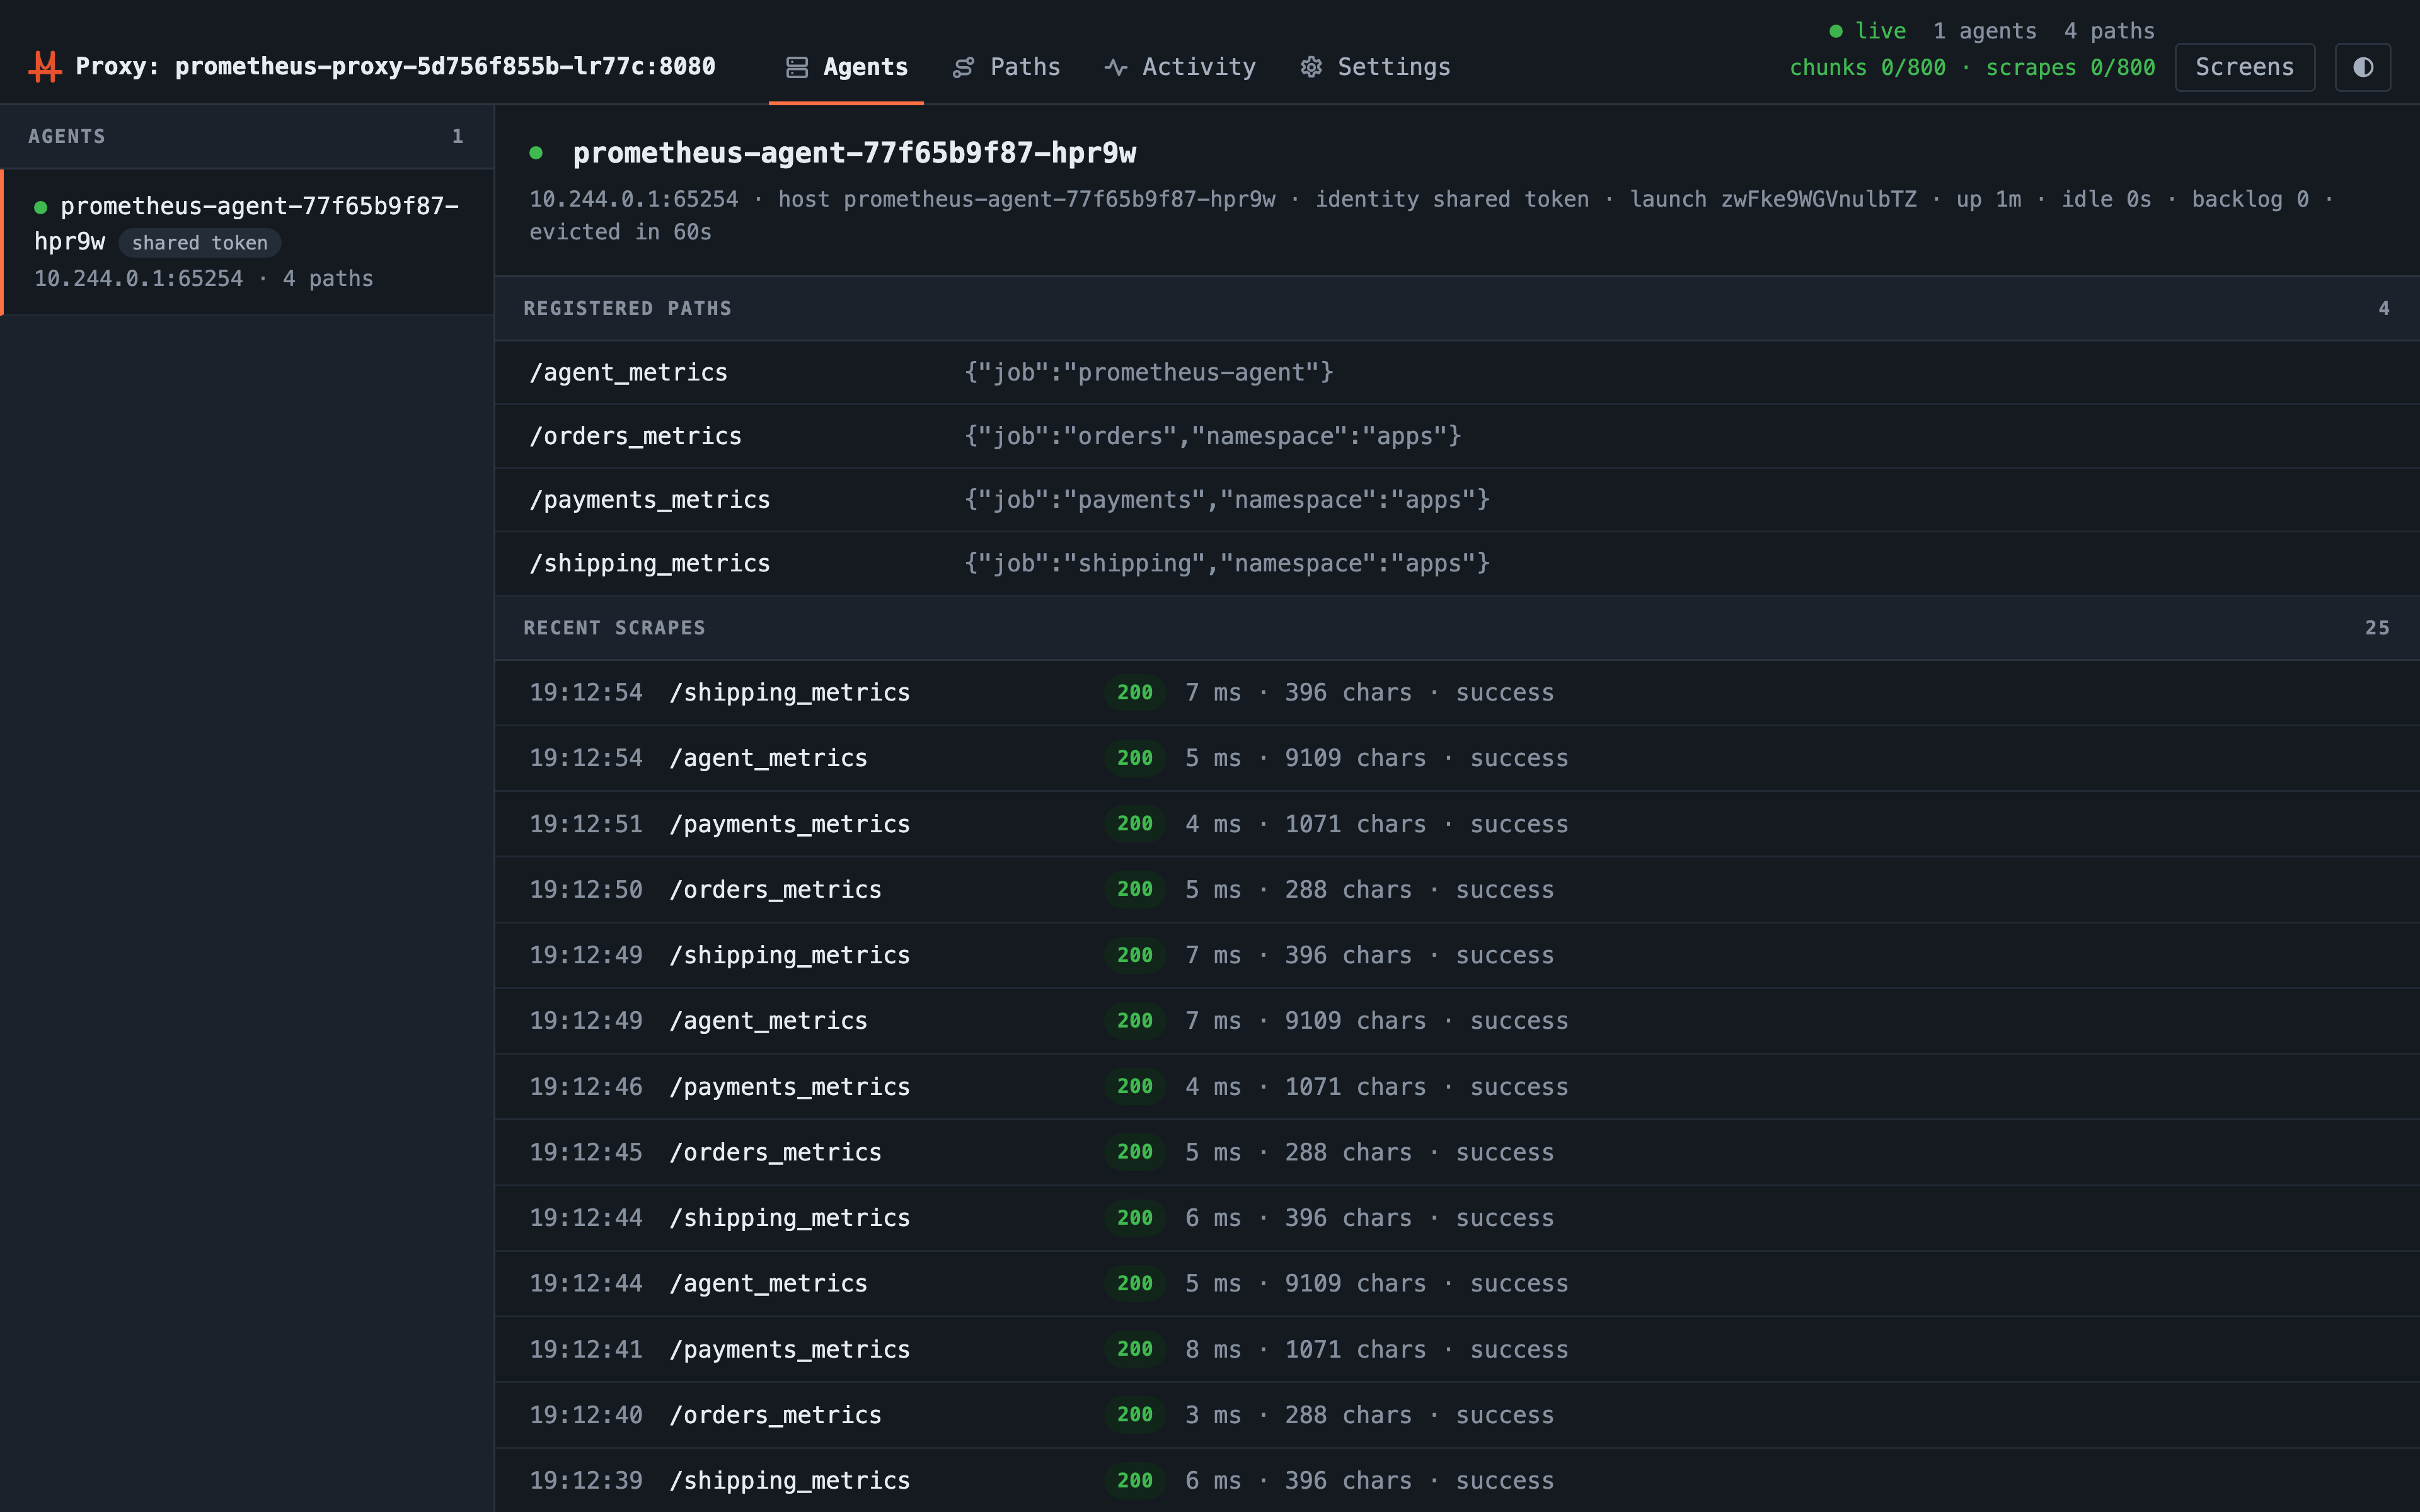 Proxy: prometheus-proxy-5d756f855b-lr77c:8080
Agents
Paths
Activity
Settings
live 1 agents 4 paths
chunks 0/800 · scrapes 0/800
Screens
AGENTS 1
prometheus-agent-77f65b9f87-
hpr9w shared token
10.244.0.1:65254 · 4 paths
prometheus-agent-77f65b9f87-hpr9w
10.244.0.1:65254 · host prometheus-agent-77f65b9f87-hpr9w · identity shared token · launch zwFke9WGVnulbTZ · up 1m · idle 0s · backlog 0 ·
evicted in 60s
REGISTERED PATHS 4
/agent_metrics {"job":"prometheus-agent"}
/orders_metrics {"job":"orders","namespace":"apps"}
/payments_metrics {"job":"payments","namespace":"apps"}
/shipping_metrics {"job":"shipping","namespace":"apps"}
RECENT SCRAPES 25
19:12:54 /shipping_metrics 200 7 ms · 396 chars · success
19:12:54 /agent_metrics 200 5 ms · 9109 chars · success
19:12:51 /payments_metrics 200 4 ms · 1071 chars · success
19:12:50 /orders_metrics 200 5 ms · 288 chars · success
19:12:49 /shipping_metrics 200 7 ms · 396 chars · success
19:12:49 /agent_metrics 200 7 ms · 9109 chars · success
19:12:46 /payments_metrics 200 4 ms · 1071 chars · success
19:12:45 /orders_metrics 200 5 ms · 288 chars · success
19:12:44 /shipping_metrics 200 6 ms · 396 chars · success
19:12:44 /agent_metrics 200 5 ms · 9109 chars · success
19:12:41 /payments_metrics 200 8 ms · 1071 chars · success
19:12:40 /orders_metrics 200 3 ms · 288 chars · success
19:12:39 /shipping_metrics 200 6 ms · 396 chars · success